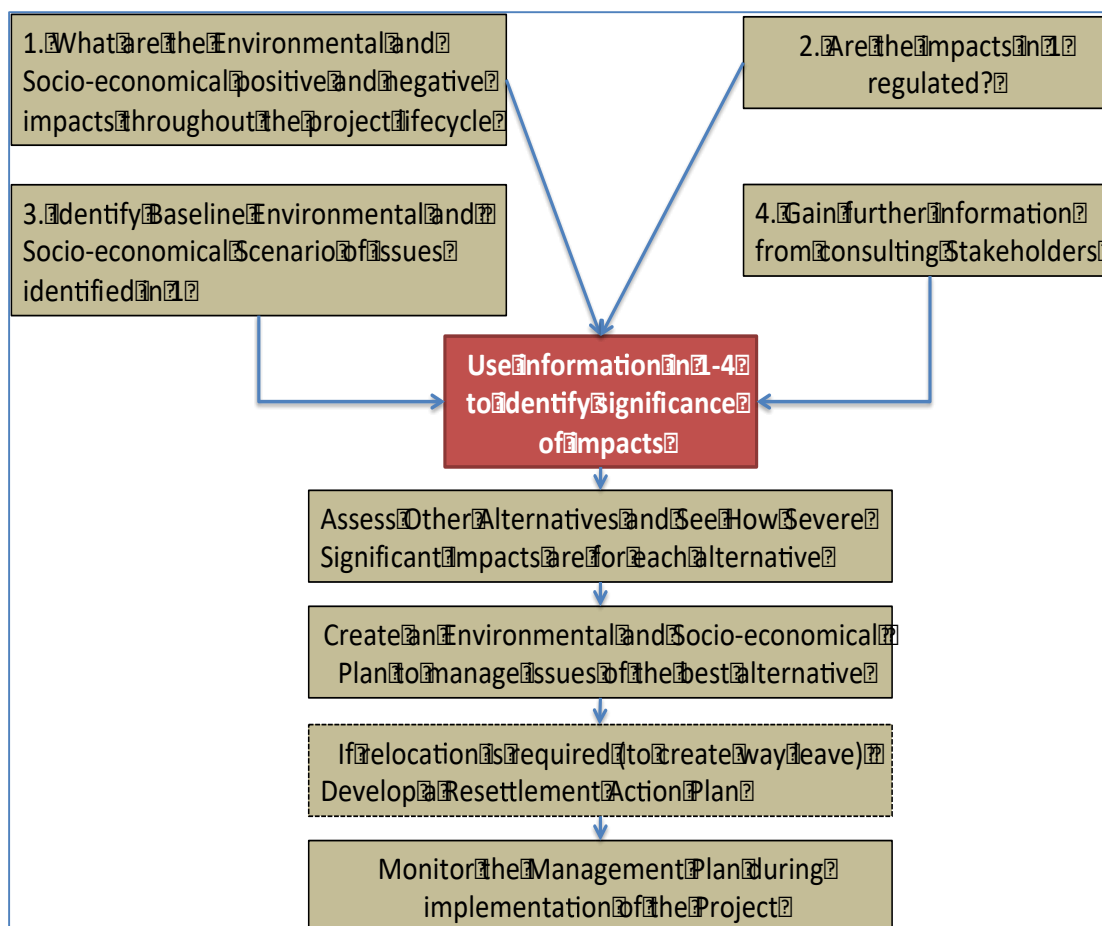 1. What are the Environmental and
Socio-economical positive and negative
impacts throughout the project lifecycle
2. Are the impacts in 1
regulated?
3. Identify Baseline Environmental and
Socio-economical Scenario of issues
identified in 1
4. Gain further information
from consulting Stakeholders
Use information in 1-4
to identify significance
of impacts
Assess Other Alternatives and See How Severe
Significant Impacts are for each alternative
Create an Environmental and Socio-economical
Plan to manage issues of the best alternative
If relocation is required (to create way leave)
Develop a Resettlement Action Plan
Monitor the Management Plan during
implementation of the Project